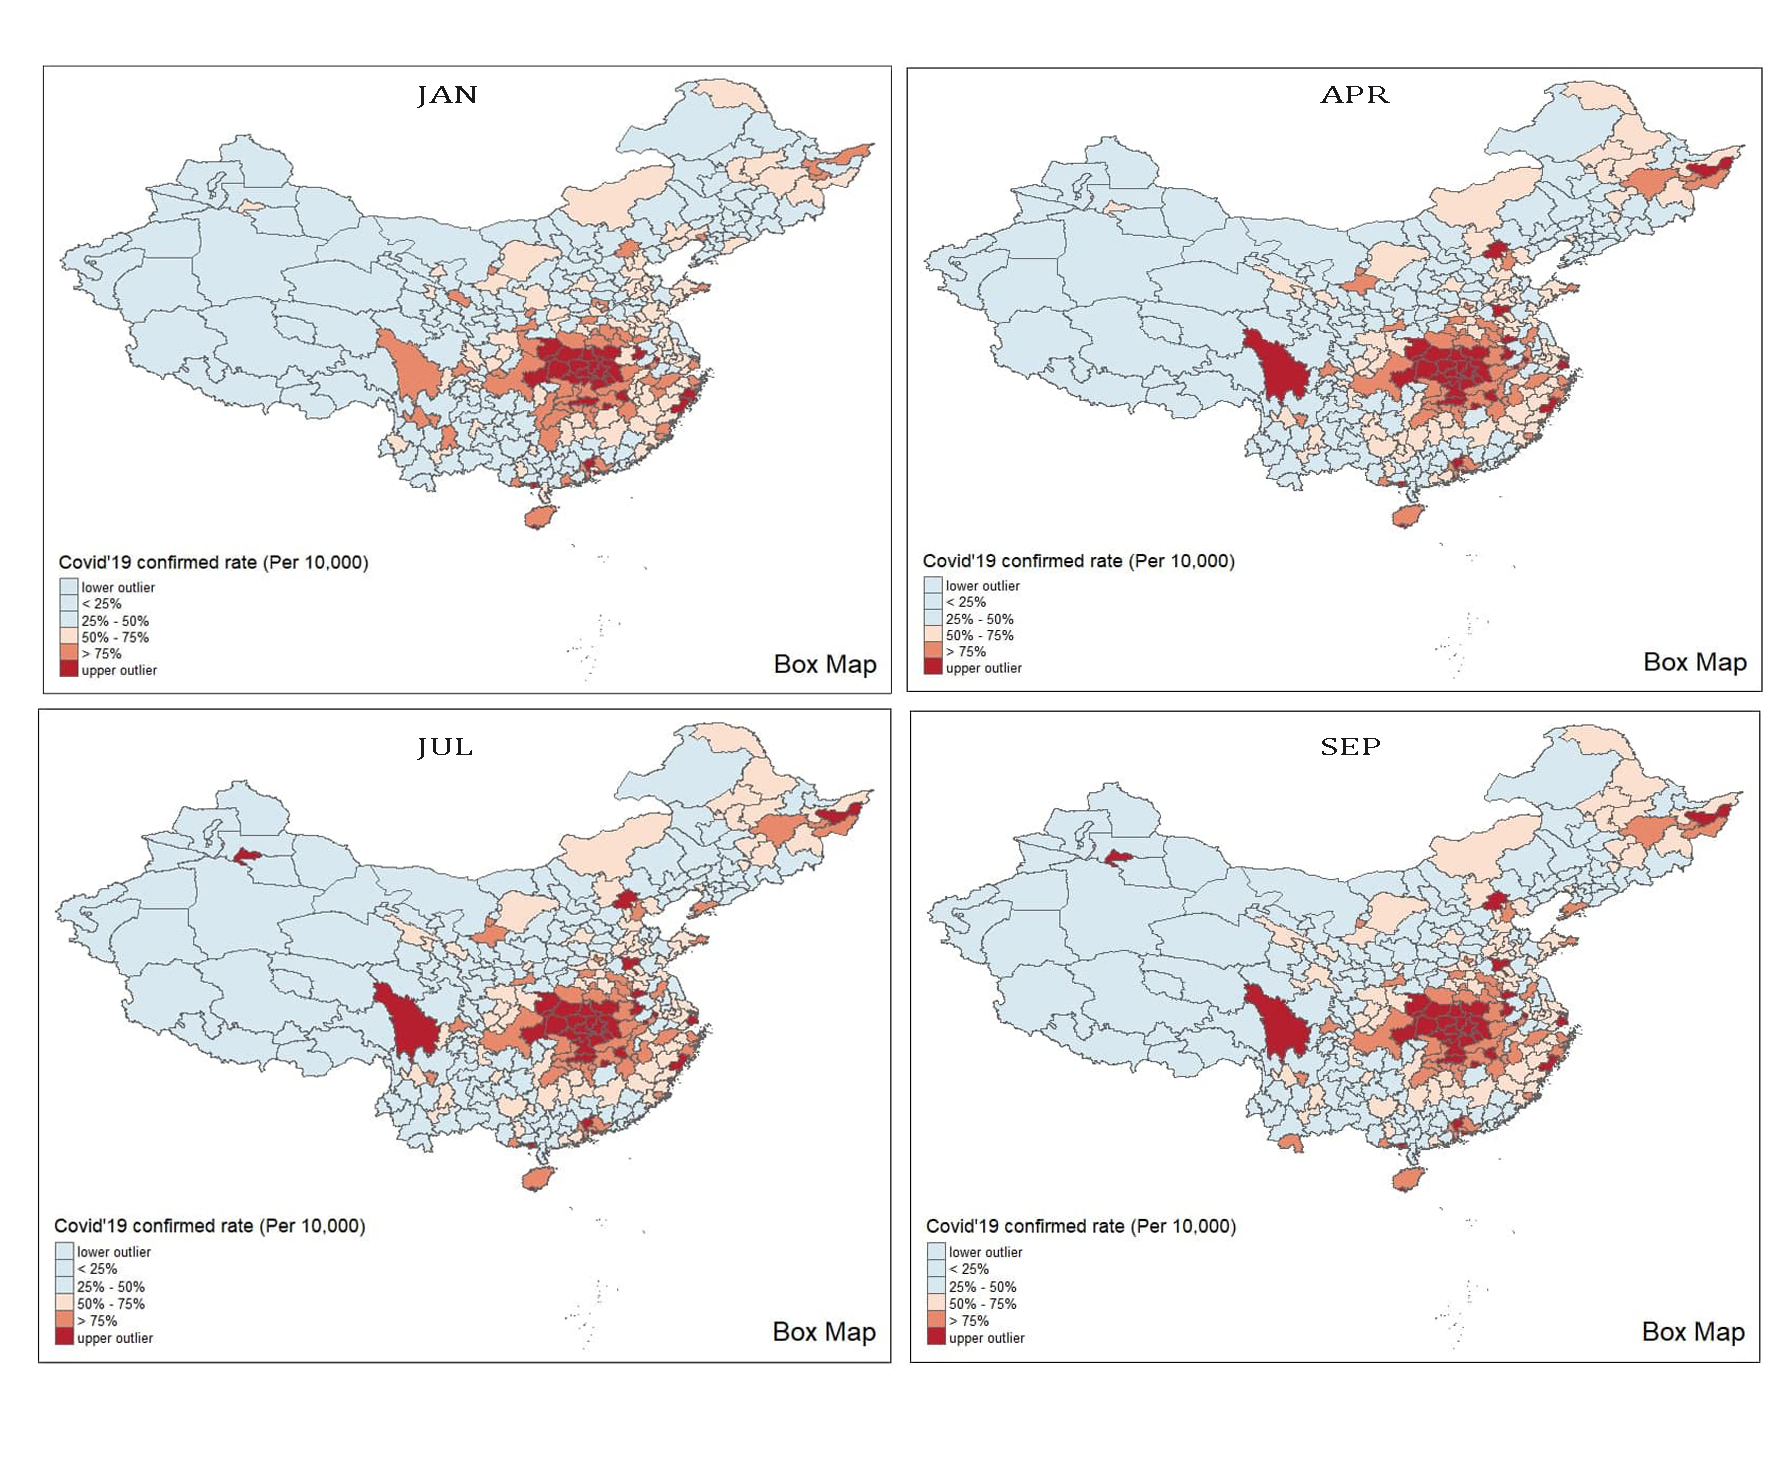 JAN
Covid'19 confirmed rate (Per 10,000)
lower outlier
< 25%
25% - 50%
50% - 75%
> 75%
upper outlier
Box Map
APR
Covid'19 confirmed rate (Per 10,000)
lower outlier
< 25%
25% - 50%
50% - 75%
> 75%
upper outlier
Box Map
JUL
Covid'19 confirmed rate (Per 10,000)
lower outlier
< 25%
25% - 50%
50% - 75%
> 75%
upper outlier
Box Map
SEP
Covid'19 confirmed rate (Per 10,000)
lower outlier
< 25%
25% - 50%
50% - 75%
> 75%
upper outlier
Box Map